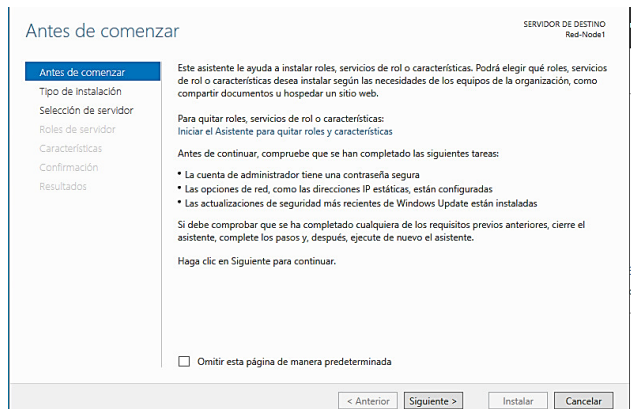 Antes de comenzar
SERVIDOR DE DESTINO
Red-Node1
Antes de comenzar
Tipo de instalación
Selección de servidor
Roles de servidor
Características
Confirmación
Resultados
Este asistente le ayuda a instalar roles, servicios de rol o características. Podrá elegir qué roles, servicios
de rol o características desea instalar según las necesidades de los equipos de la organización, como
compartir documentos u hospedar un sitio web.
Para quitar roles, servicios de rol o características:
Iniciar el Asistente para quitar roles y características
Antes de continuar, compruebe que se han completado las siguientes tareas:
• La cuenta de administrador tiene una contraseña segura
• Las opciones de red, como las direcciones IP estáticas, están configuradas
• Las actualizaciones de seguridad más recientes de Windows Update están instaladas
Si debe comprobar que se ha completado cualquiera de los requisitos previos anteriores, cierre el
asistente, complete los pasos y, después, ejecute de nuevo el asistente.
Haga clic en Siguiente para continuar.
Omitir esta página de manera predeterminada
< Anterior
Siguiente >
Instalar
Cancelar